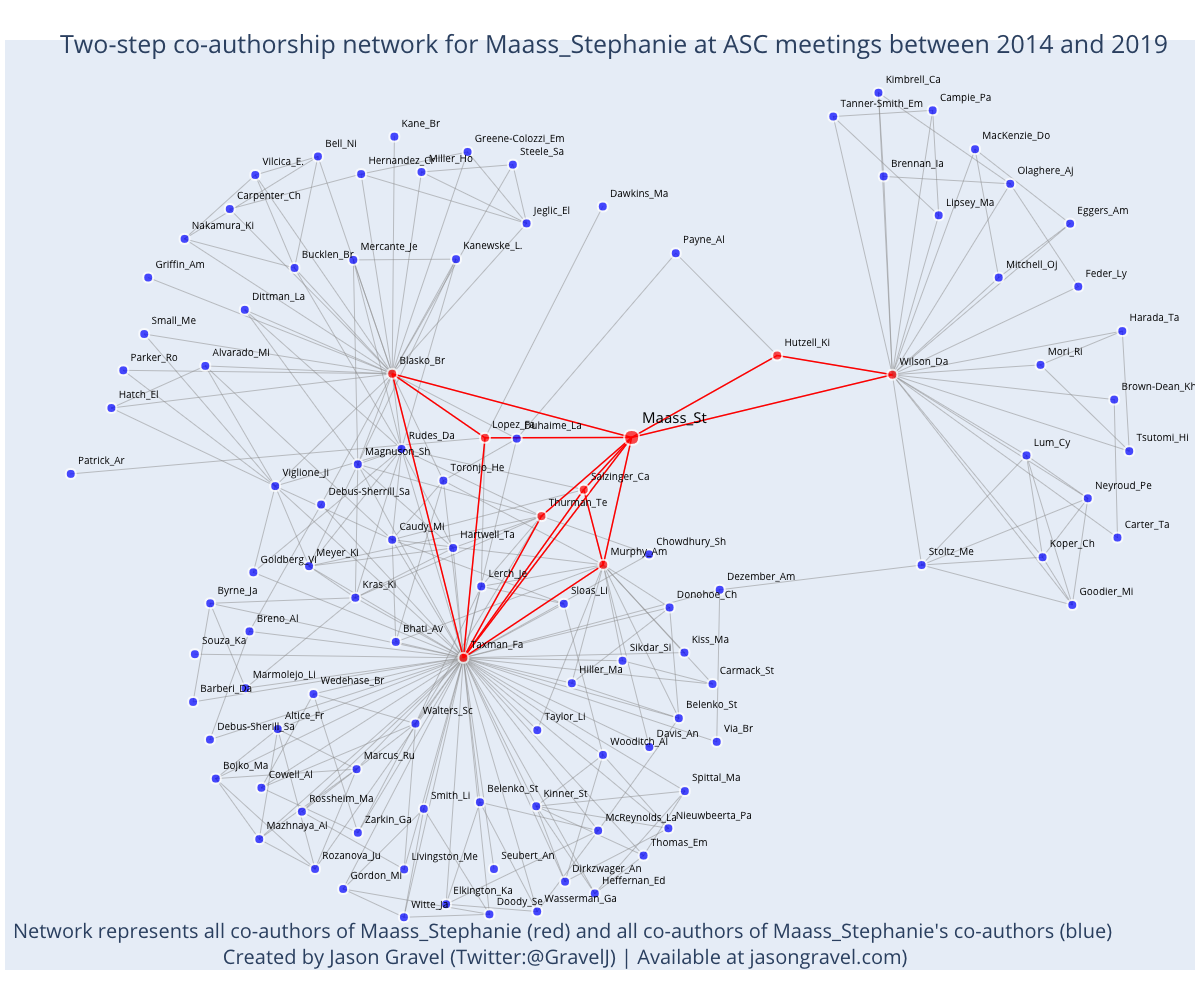 Two-step co-authorship network for Maass_Stephanie at ASC meetings between 2014 and 2019
Kimbrell_Ca
Tanner-Smith_Em
Campie_Pa
Kane_Br
Greene-Colozzi_Em
MacKenzie_Do
Bell_Ni
Steele_Sa
Vilcica_E.
Miller_Ho
Brennan_Ia
Olaghere_Aj
Carpenter_Ch
Dawkins_Ma
Lipsey_Ma
Jeglic_El
Eggers_Am
Nakamura_Ki
Payne_Al
Mercante_Je
Kanewske_L.
Bucklen_Br
Griffin_Am
Mitchell_Oj
Feder_Ly
Dittman_La
Small_Me
Harada_Ta
Hutzell_Ki
Parker_Ro
Alvarado_Mi
Blasko_Br
Wilson_Da
Mori_Ri
Hatch_El
Brown-Dean_Kh
Maass_St
Rudes_Da
Magnuson_Sh
Lum_Cy
Tsutomi_Hi
Patrick_Ar
Viglione_Ji
Toronjo_He
Salzinger_Ca
Debus-Sherrill_Sa
Thurman_Te
Neyroud_Pe
Caudy_Mi
Hartwell_Ta
Chowdhury_Sh
Carter_Ta
Goldberg_Vi
Meyer_Ki
Murphy_Am
Stoltz_Me
Koper_Ch
Byrne_Ja
Kras_Ki
Lerch_Je
Sloas_Li
Donohoe_Ch
Dezember_Am
Goodier_Mi
Breno_Al
Bhati_Av
Souza_Ka
Taxman_Fa
Sikdar_Si
Kiss_Ma
Marmolejo_Li
Wedehase_Br
Hiller_Ma
Carmack_St
Barberi_Da
Altice_Fr
Walters_Sc
Taylor_Li
Belenko_St
Debus-Sherill_Sa
Davis_An
Via_Br
Bojko_Ma
Marcus_Ru
Wooditch_Al
Cowell_Al
Rossheim_Ma
Smith_Li
Belenko_St
Kinner_St
Spittal_Ma
Mazhnaya_Al
Zarkin_Ga
McReynolds_La
Nieuwbeerta_Pa
Rozanova_Ju
Livingston_Me
Seubert_An
Thomas_Em
Gordon_Mi
Elkington_Ka
Dirkzwager_An
Heffernan_Ed
Doody_Se
Wasserman_Ga
Network represents all co-authors of Maass_Stephanie (red) and all co-authors of Maass_Stephanie's co-authors (blue)
Created by Jason Gravel (Twitter:@GravelJ) | Available at jasongravel.com)